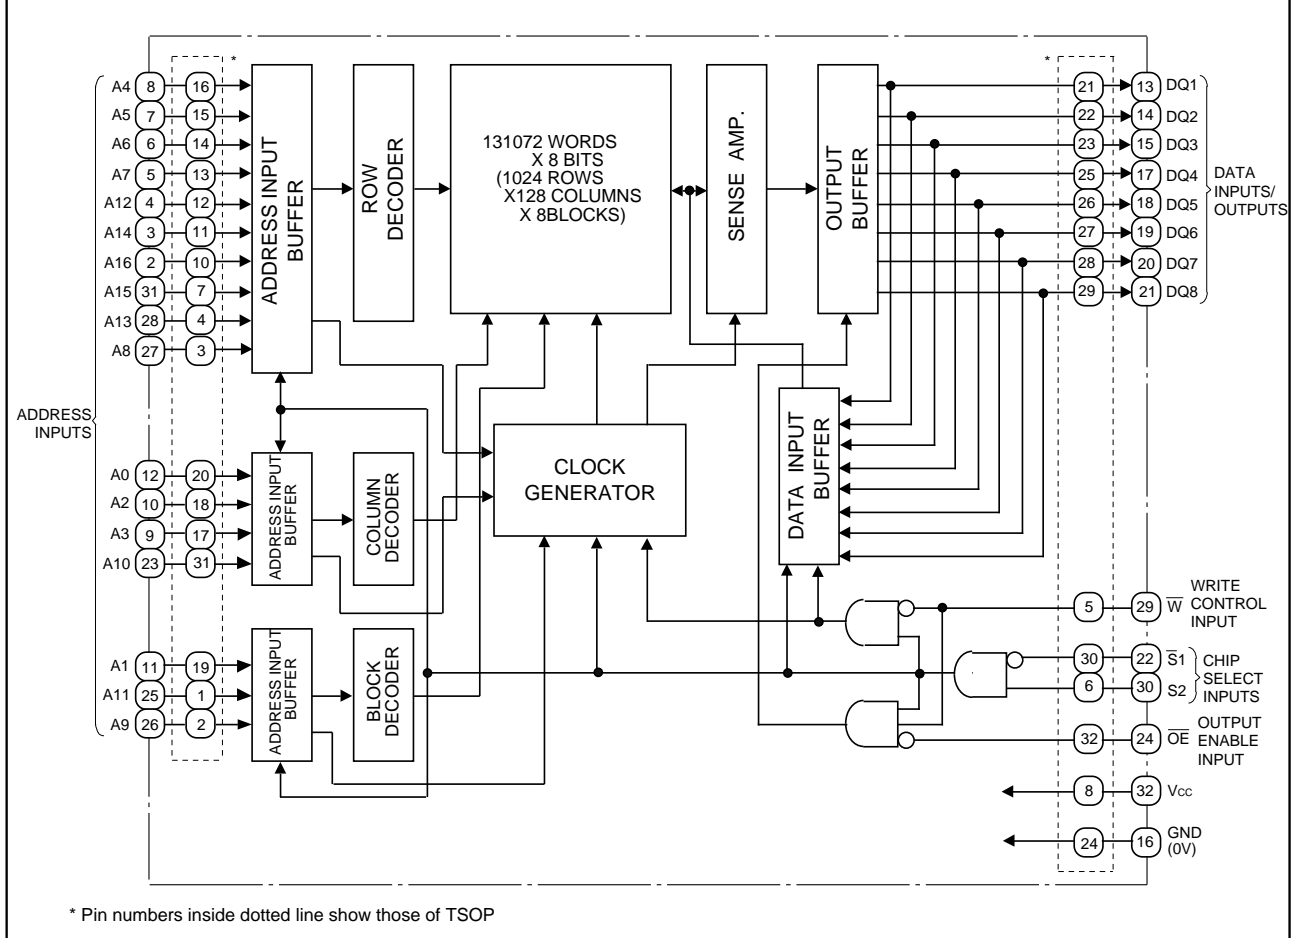 *
*
A4 8 16
A5 7 15
A6 6 14
A7 5 13
A12 4 12
A14 3 11
A16 2 10
A15 31 7
A13 28 4
A8 27 3
ADDRESS
INPUTS
A0 12 20
A2 10 18
A3 9 17
A10 23 31
A1 11 19
A11 25 1
A9 26 2
ADDRESS INPUT
BUFFER
ROW
DECODER
131072 WORDS
X 8 BITS
(1024 ROWS
X128 COLUMNS
X 8BLOCKS)
SENSE AMP.
OUTPUT
BUFFER
ADDRESS INPUT
BUFFER
COLUMN
DECODER
CLOCK
GENERATOR
DATA INPUT
BUFFER
ADDRESS INPUT
BUFFER
BLOCK
DECODER
21 13 DQ1
22 14 DQ2
23 15 DQ3
25 17 DQ4
26 18 DQ5
27 19 DQ6
28 20 DQ7
29 21 DQ8
DATA
INPUTS/
OUTPUTS
5 29 W̅
WRITE
CONTROL
INPUT
30 22 S̅1
6 30 S2
CHIP
SELECT
INPUTS
32 24 O̅E̅
OUTPUT
ENABLE
INPUT
8 32 Vcc
24 16 GND
(0V)
* Pin numbers inside dotted line show those of TSOP